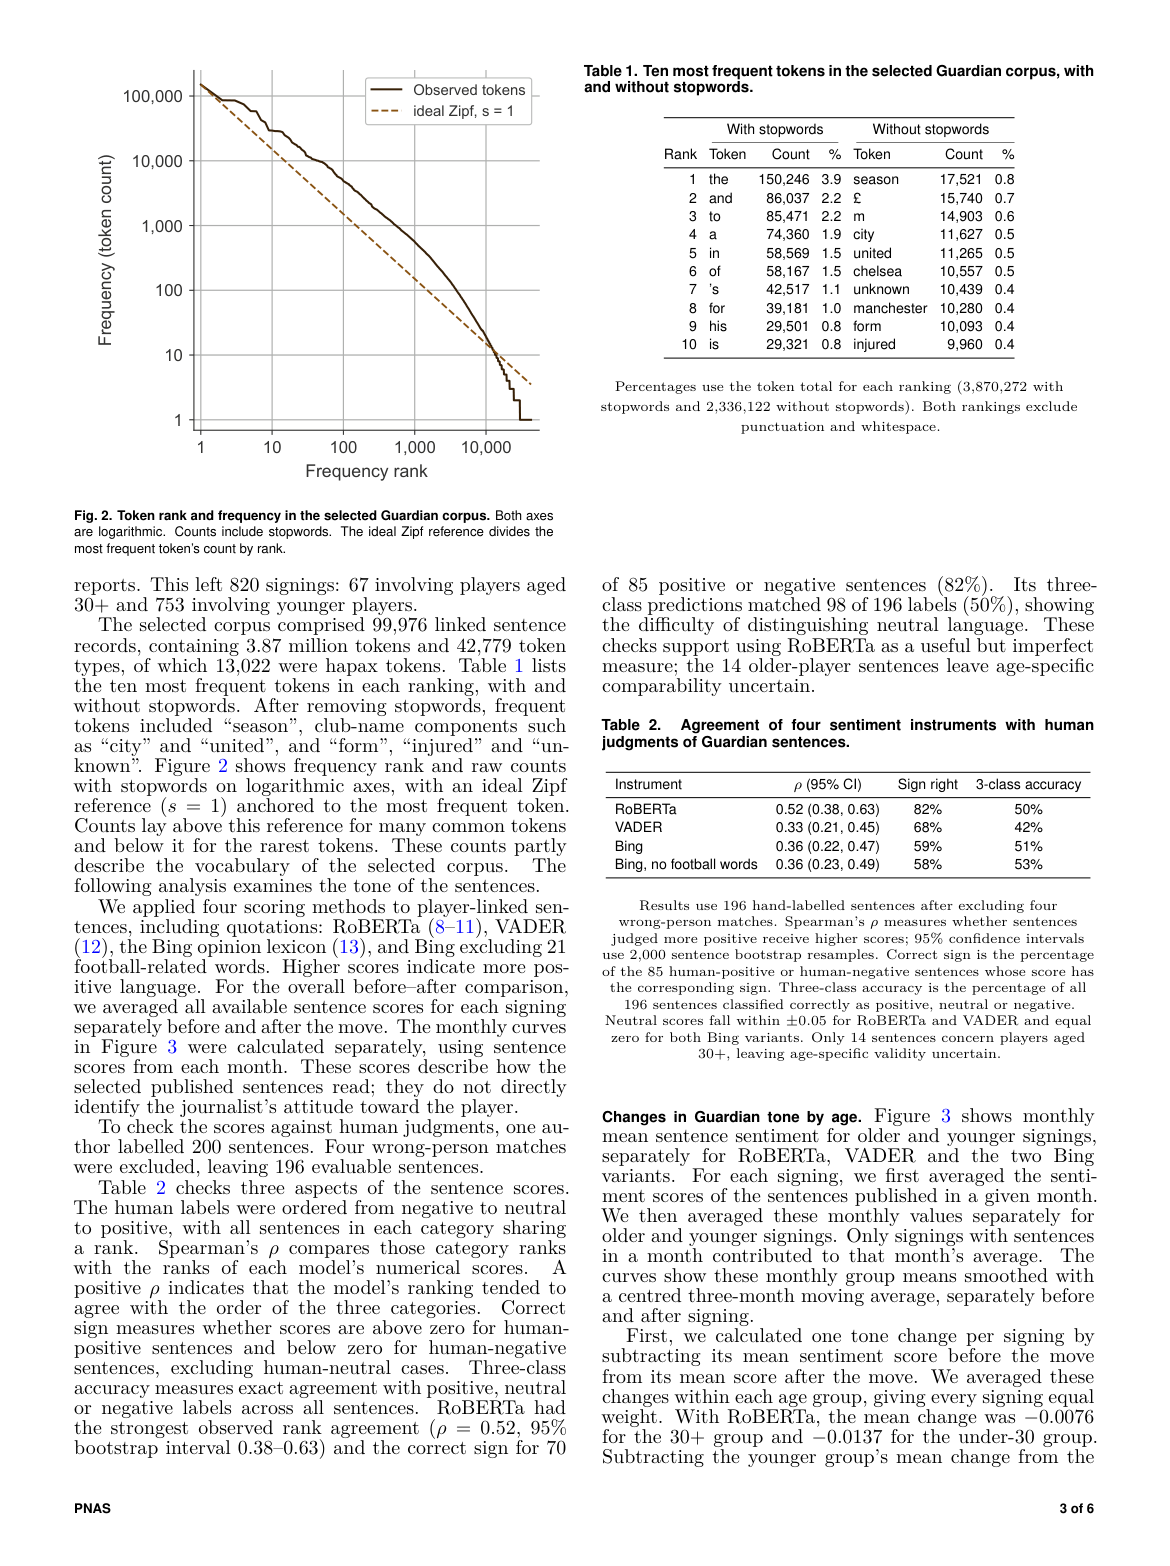 100,000
10,000
1,000
100
10
1
Frequency (token count)
Observed tokens
ideal Zipf, s = 1
1 10 100 1,000 10,000
Frequency rank
Fig. 2. Token rank and frequency in the selected Guardian corpus. Both axes
are logarithmic. Counts include stopwords. The ideal Zipf reference divides the
most frequent token's count by rank.
Table 1. Ten most frequent tokens in the selected Guardian corpus, with
and without stopwords.
With stopwords Without stopwords
Rank Token Count % Token Count %
1 the 150,246 3.9 season 17,521 0.8
2 and 86,037 2.2 £ 15,740 0.7
3 to 85,471 2.2 m 14,903 0.6
4 a 74,360 1.9 city 11,627 0.5
5 in 58,569 1.5 united 11,265 0.5
6 of 58,167 1.5 chelsea 10,557 0.5
7 's 42,517 1.1 unknown 10,439 0.4
8 for 39,181 1.0 manchester 10,280 0.4
9 his 29,501 0.8 form 10,093 0.4
10 is 29,321 0.8 injured 9,960 0.4
Percentages use the token total for each ranking (3,870,272 with
stopwords and 2,336,122 without stopwords). Both rankings exclude
punctuation and whitespace.
reports. This left 820 signings: 67 involving players aged
30+ and 753 involving younger players.
The selected corpus comprised 99,976 linked sentence
records, containing 3.87 million tokens and 42,779 token
types, of which 13,022 were hapax tokens. Table 1 lists
the ten most frequent tokens in each ranking, with and
without stopwords. After removing stopwords, frequent
tokens included “season”, club-name components such
as “city” and “united”, and “form”, “injured” and “un-
known”. Figure 2 shows frequency rank and raw counts
with stopwords on logarithmic axes, with an ideal Zipf
reference (s = 1) anchored to the most frequent token.
Counts lay above this reference for many common tokens
and below it for the rarest tokens. These counts partly
describe the vocabulary of the selected corpus. The
following analysis examines the tone of the sentences.
We applied four scoring methods to player-linked sen-
tences, including quotations: RoBERTa (8–11), VADER
(12), the Bing opinion lexicon (13), and Bing excluding 21
football-related words. Higher scores indicate more pos-
itive language. For the overall before–after comparison,
we averaged all available sentence scores for each signing
separately before and after the move. The monthly curves
in Figure 3 were calculated separately, using sentence
scores from each month. These scores describe how the
selected published sentences read; they do not directly
identify the journalist's attitude toward the player.
To check the scores against human judgments, one au-
thor labelled 200 sentences. Four wrong-person matches
were excluded, leaving 196 evaluable sentences.
Table 2 checks three aspects of the sentence scores.
The human labels were ordered from negative to neutral
to positive, with all sentences in each category sharing
a rank. Spearman's ρ compares those category ranks
with the ranks of each model's numerical scores. A
positive ρ indicates that the model's ranking tended to
agree with the order of the three categories. Correct
sign measures whether scores are above zero for human-
positive sentences and below zero for human-negative
sentences, excluding human-neutral cases. Three-class
accuracy measures exact agreement with positive, neutral
or negative labels across all sentences. RoBERTa had
the strongest observed rank agreement (ρ = 0.52, 95%
bootstrap interval 0.38–0.63) and the correct sign for 70
of 85 positive or negative sentences (82%). Its three-
class predictions matched 98 of 196 labels (50%), showing
the difficulty of distinguishing neutral language. These
checks support using RoBERTa as a useful but imperfect
measure; the 14 older-player sentences leave age-specific
comparability uncertain.
Table 2. Agreement of four sentiment instruments with human
judgments of Guardian sentences.
Instrument ρ (95% CI) Sign right 3-class accuracy
RoBERTa 0.52 (0.38, 0.63) 82% 50%
VADER 0.33 (0.21, 0.45) 68% 42%
Bing 0.36 (0.22, 0.47) 59% 51%
Bing, no football words 0.36 (0.23, 0.49) 58% 53%
Results use 196 hand-labelled sentences after excluding four
wrong-person matches. Spearman's ρ measures whether sentences
judged more positive receive higher scores; 95% confidence intervals
use 2,000 sentence bootstrap resamples. Correct sign is the percentage
of the 85 human-positive or human-negative sentences whose score has
the corresponding sign. Three-class accuracy is the percentage of all
196 sentences classified correctly as positive, neutral or negative.
Neutral scores fall within ±0.05 for RoBERTa and VADER and equal
zero for both Bing variants. Only 14 sentences concern players aged
30+, leaving age-specific validity uncertain.
Changes in Guardian tone by age. Figure 3 shows monthly
mean sentence sentiment for older and younger signings,
separately for RoBERTa, VADER and the two Bing
variants. For each signing, we first averaged the senti-
ment scores of the sentences published in a given month.
We then averaged these monthly values separately for
older and younger signings. Only signings with sentences
in a month contributed to that month's average. The
curves show these monthly group means smoothed with
a centred three-month moving average, separately before
and after signing.
First, we calculated one tone change per signing by
subtracting its mean sentiment score before the move
from its mean score after the move. We averaged these
changes within each age group, giving every signing equal
weight. With RoBERTa, the mean change was −0.0076
for the 30+ group and −0.0137 for the under-30 group.
Subtracting the younger group's mean change from the
PNAS
3 of 6